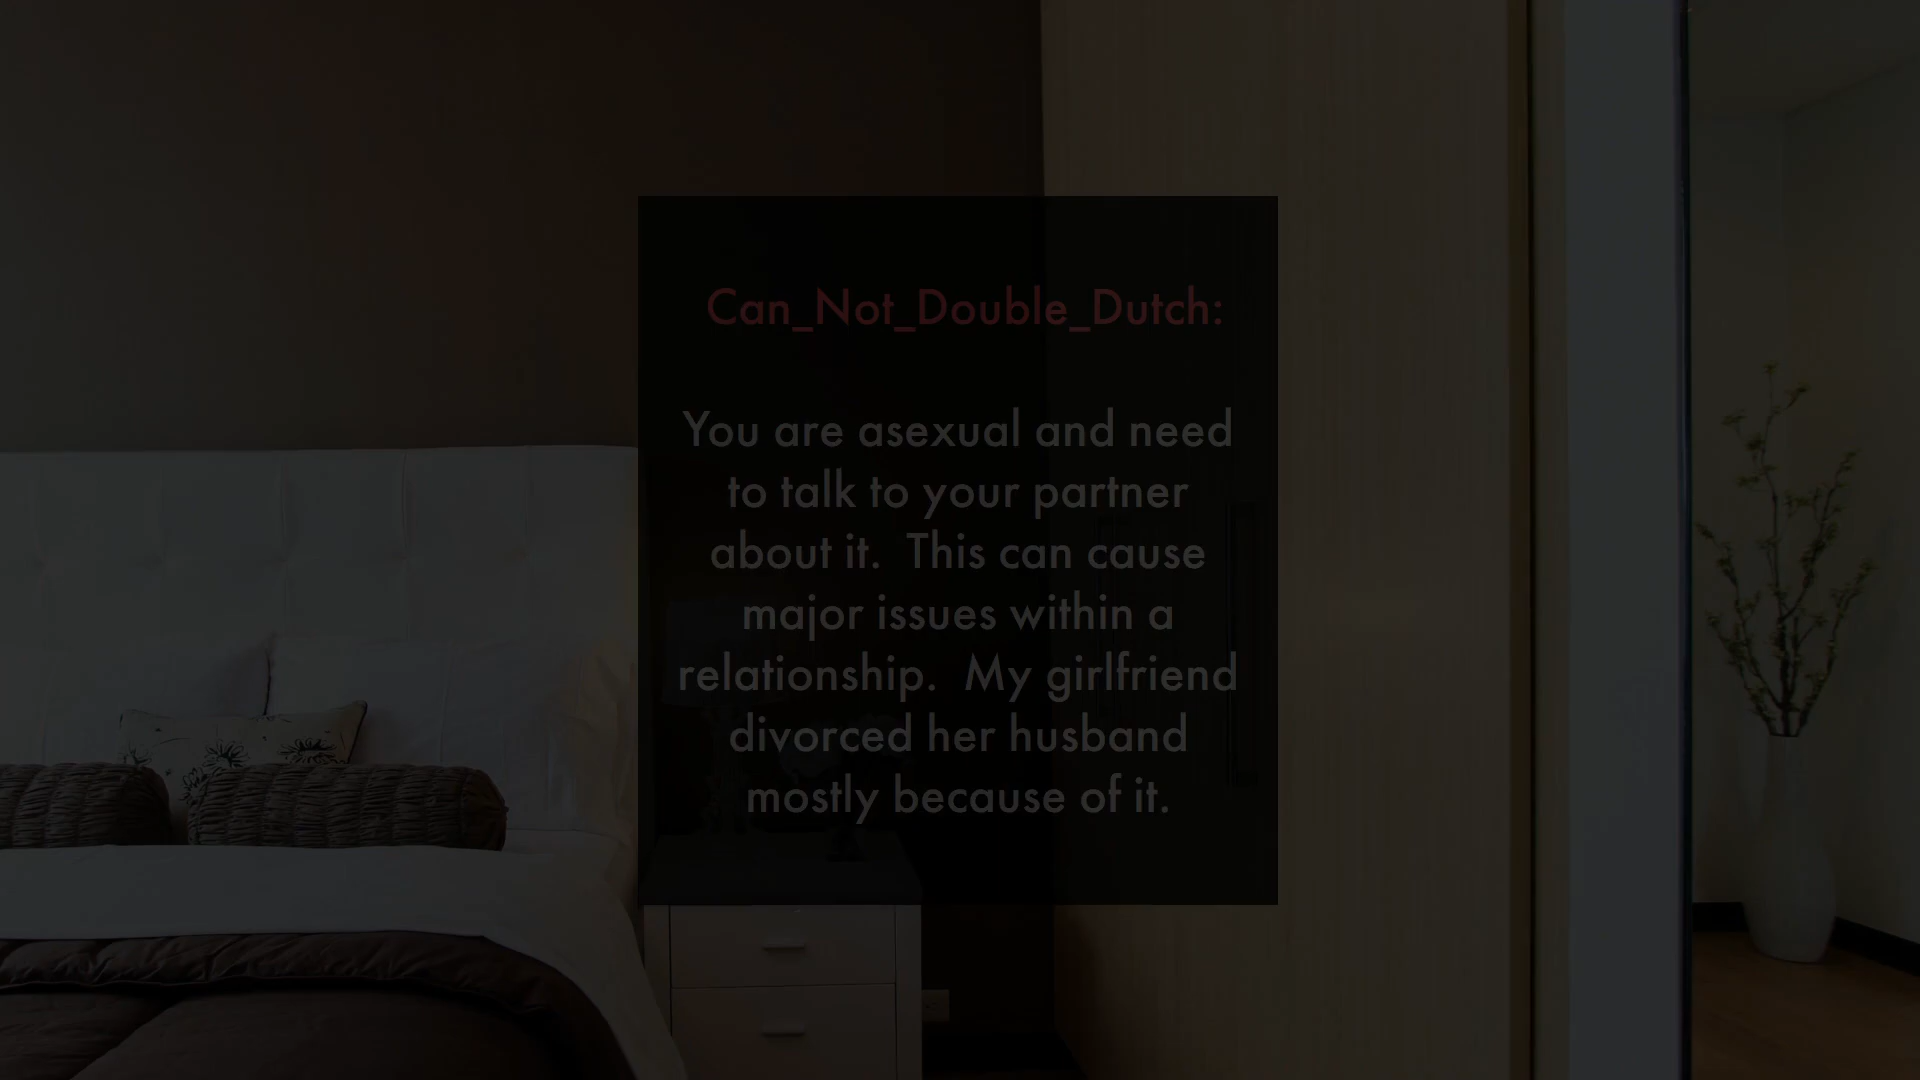 Can_Not_Double_Dutch:
You are asexual and need
to talk to your partner
about it.  This can cause
major issues within a
relationship.  My girlfriend
divorced her husband
mostly because of it.